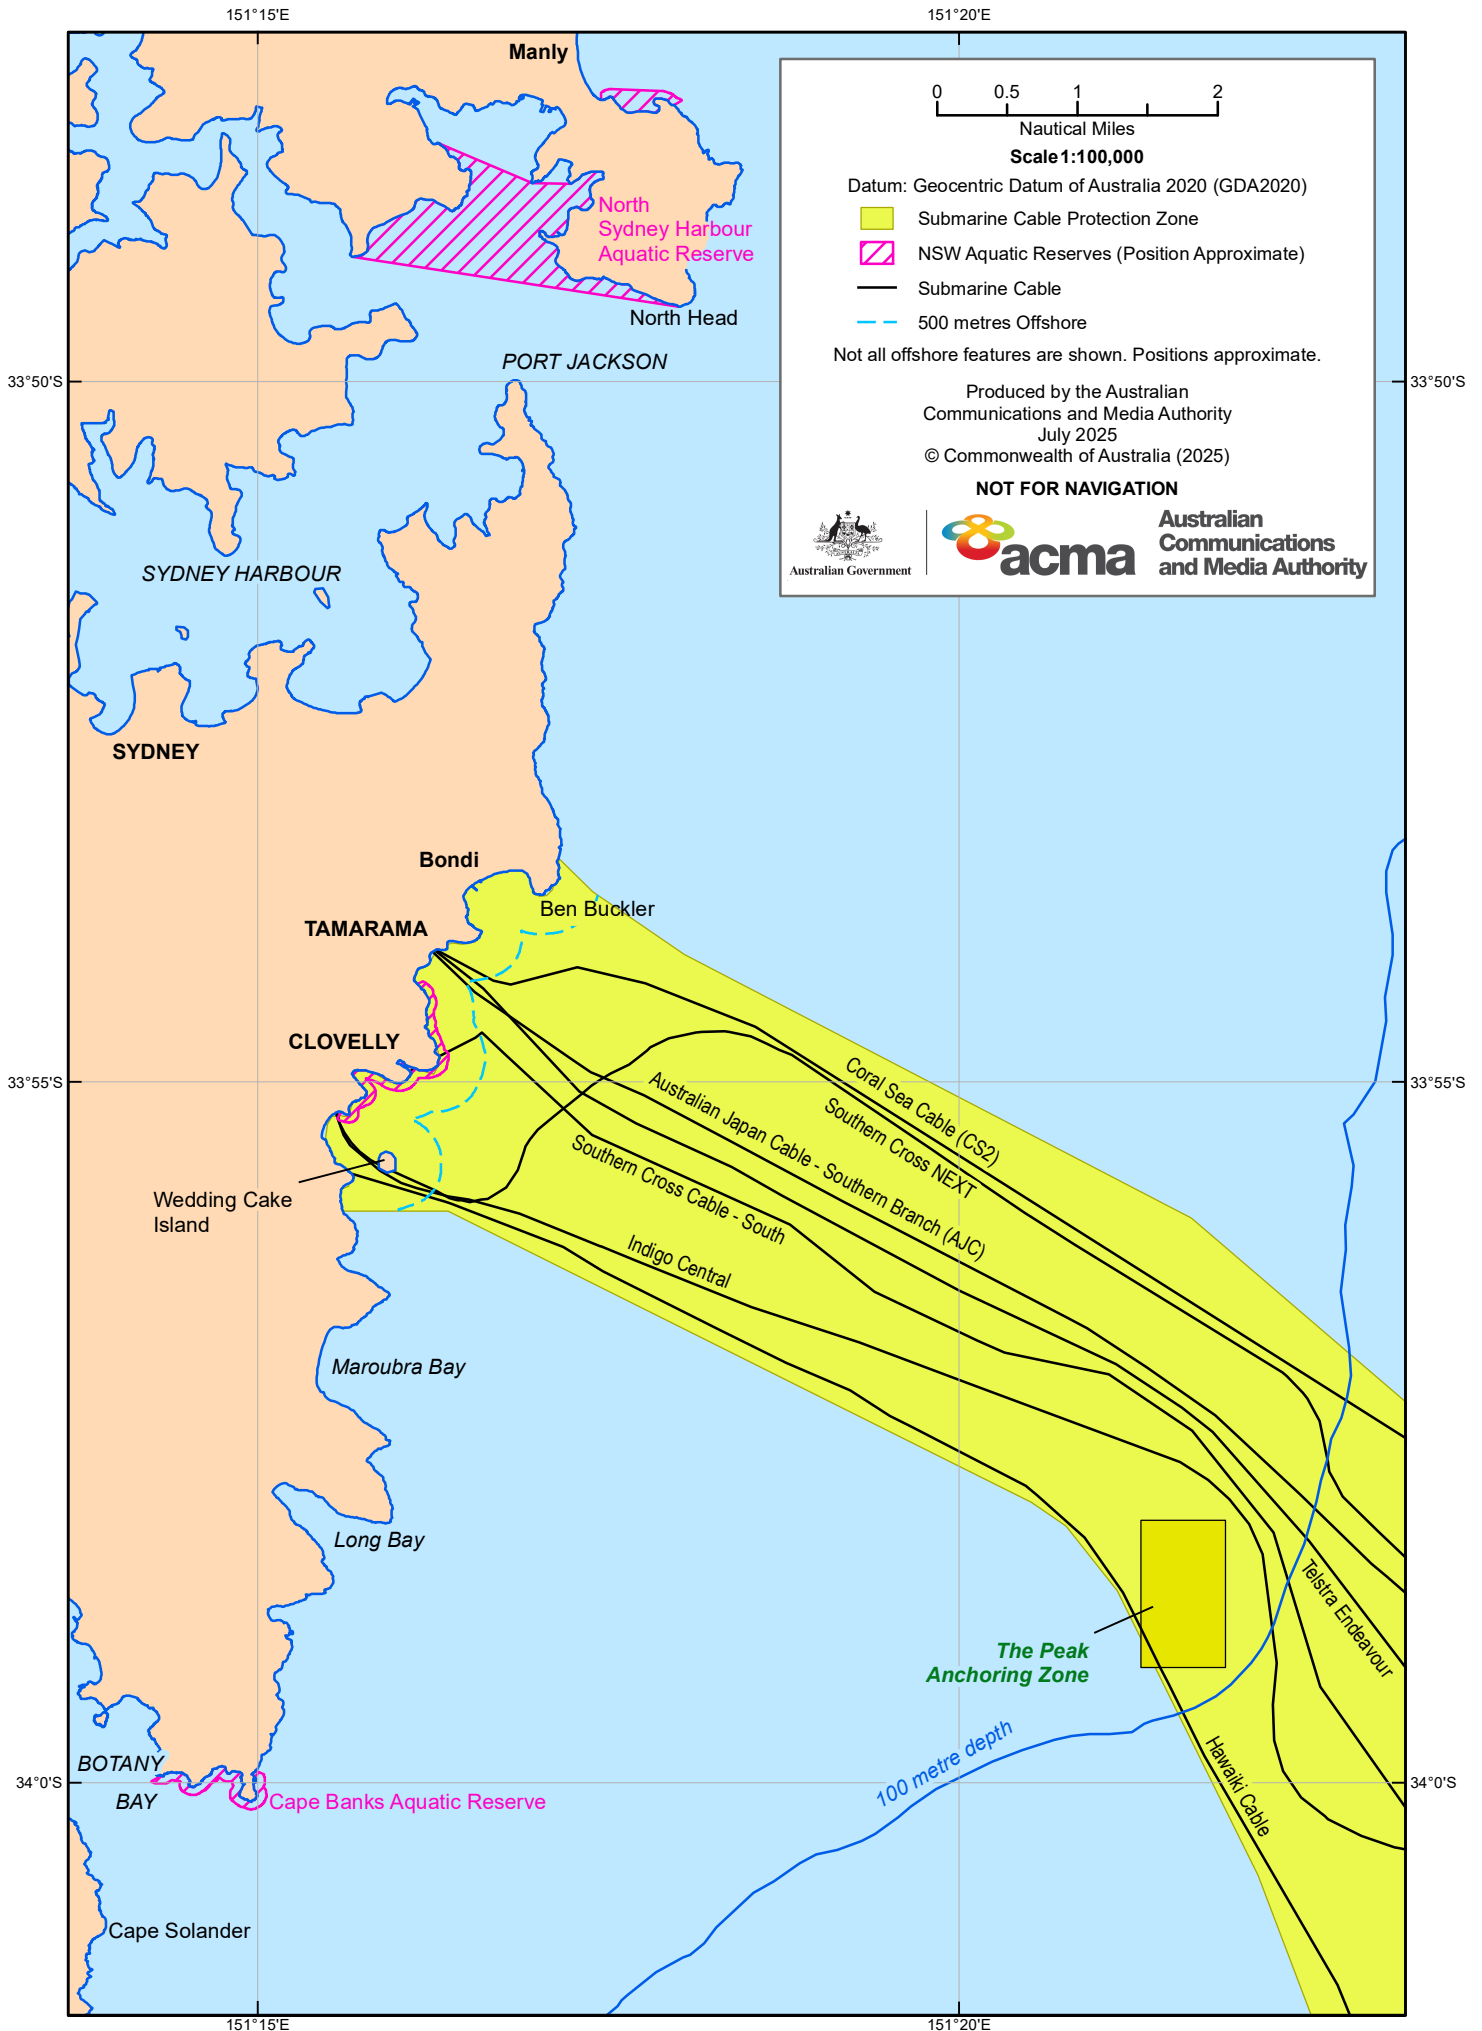 151°15'E
151°20'E
Manly
0
0.5
1
2
Nautical Miles
Scale 1:100,000
Datum: Geocentric Datum of Australia 2020 (GDA2020)
Submarine Cable Protection Zone
NSW Aquatic Reserves (Position Approximate)
Submarine Cable
500 metres Offshore
Not all offshore features are shown. Positions approximate.
Produced by the Australian
Communications and Media Authority
July 2025
© Commonwealth of Australia (2025)
NOT FOR NAVIGATION
Australian Government
acma
Australian
Communications
and Media Authority
North
Sydney Harbour
Aquatic Reserve
North Head
PORT JACKSON
33°50'S
33°50'S
SYDNEY HARBOUR
SYDNEY
Bondi
Ben Buckler
TAMARAMA
CLOVELLY
33°55'S
33°55'S
Coral Sea Cable (CS2)
Southern Cross NEXT
Australian Japan Cable - Southern Branch (AJC)
Southern Cross Cable - South
Indigo Central
Wedding Cake
Island
Maroubra Bay
Long Bay
Telstra Endeavour
The Peak
Anchoring Zone
Hawaiki Cable
100 metre depth
BOTANY
BAY
34°0'S
34°0'S
Cape Banks Aquatic Reserve
Cape Solander
151°15'E
151°20'E